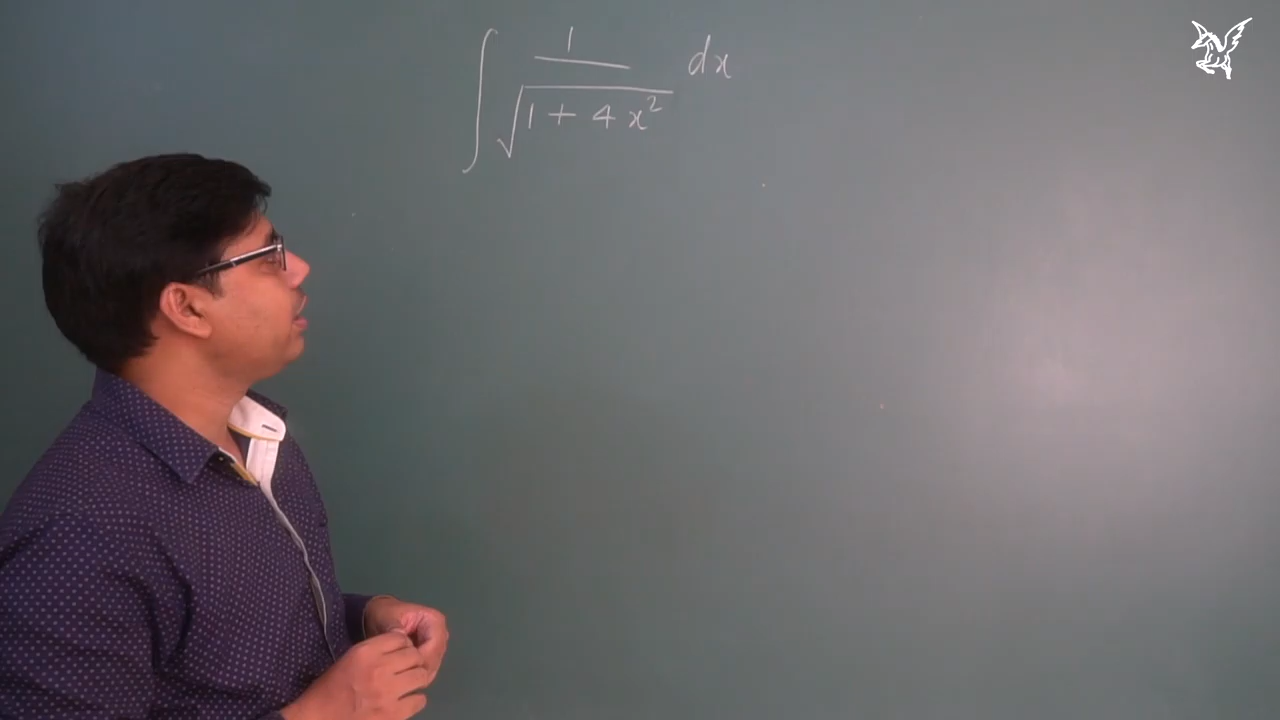 ∫ 1/√(1 + 4x²) dx